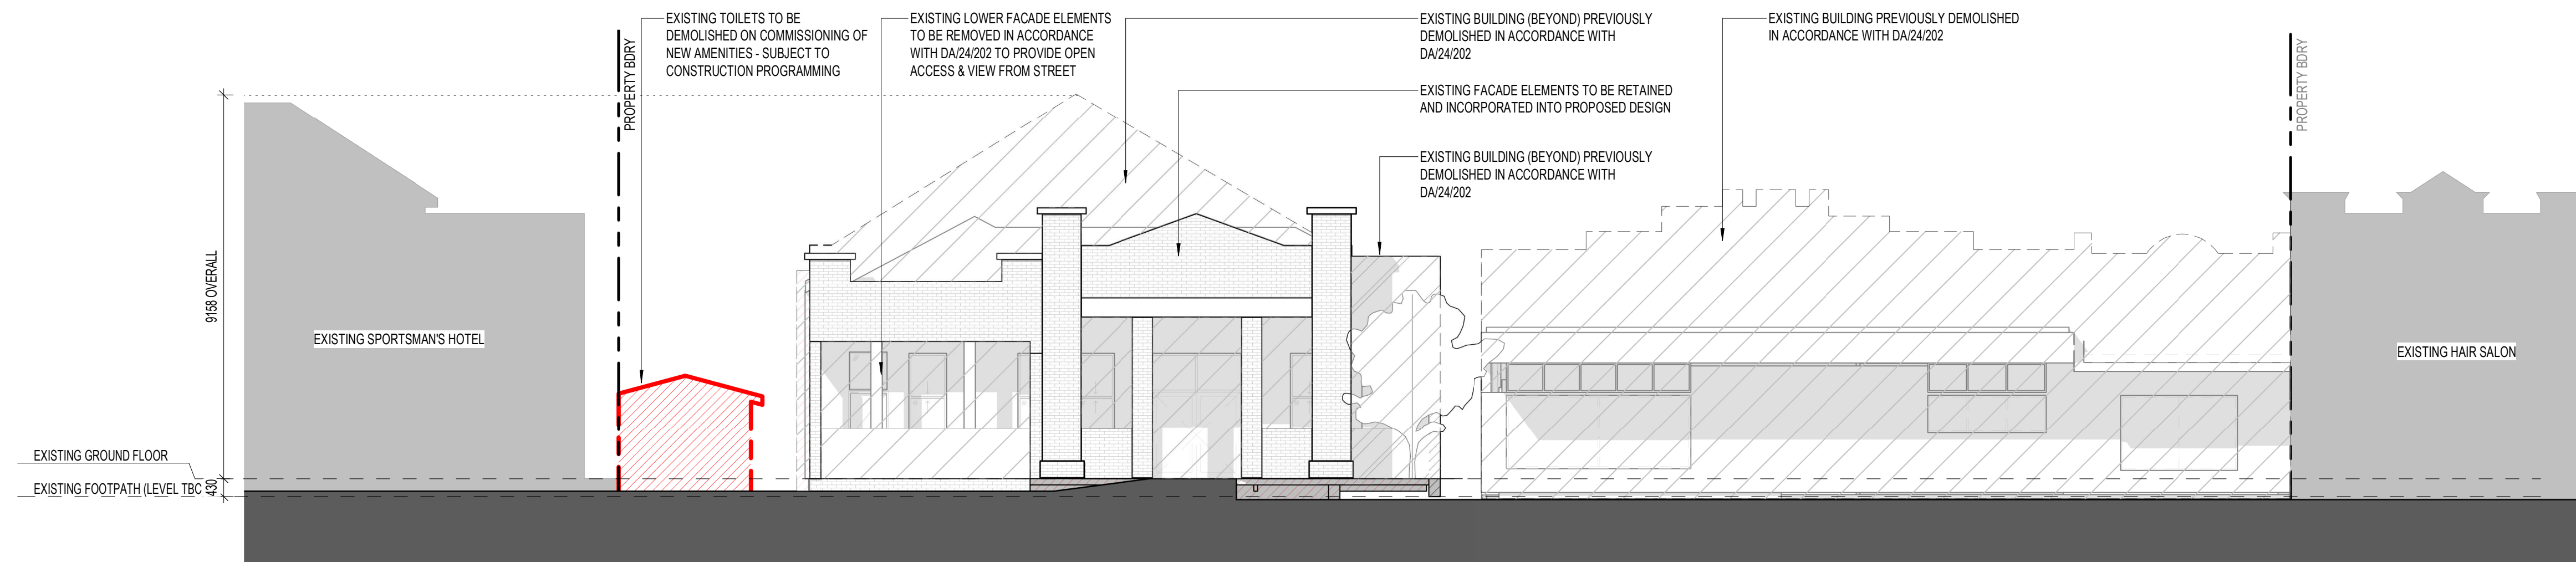 EXISTING TOILETS TO BE
DEMOLISHED ON COMMISSIONING OF
NEW AMENITIES - SUBJECT TO
CONSTRUCTION PROGRAMMING
EXISTING LOWER FACADE ELEMENTS
TO BE REMOVED IN ACCORDANCE
WITH DA/24/202 TO PROVIDE OPEN
ACCESS & VIEW FROM STREET
EXISTING BUILDING (BEYOND) PREVIOUSLY
DEMOLISHED IN ACCORDANCE WITH
DA/24/202
EXISTING FACADE ELEMENTS TO BE RETAINED
AND INCORPORATED INTO PROPOSED DESIGN
EXISTING BUILDING (BEYOND) PREVIOUSLY
DEMOLISHED IN ACCORDANCE WITH
DA/24/202
EXISTING BUILDING PREVIOUSLY DEMOLISHED
IN ACCORDANCE WITH DA/24/202
PROPERTY BDRY
PROPERTY BDRY
9158 OVERALL
EXISTING SPORTSMAN'S HOTEL
EXISTING HAIR SALON
EXISTING GROUND FLOOR
EXISTING FOOTPATH (LEVEL TBC
430